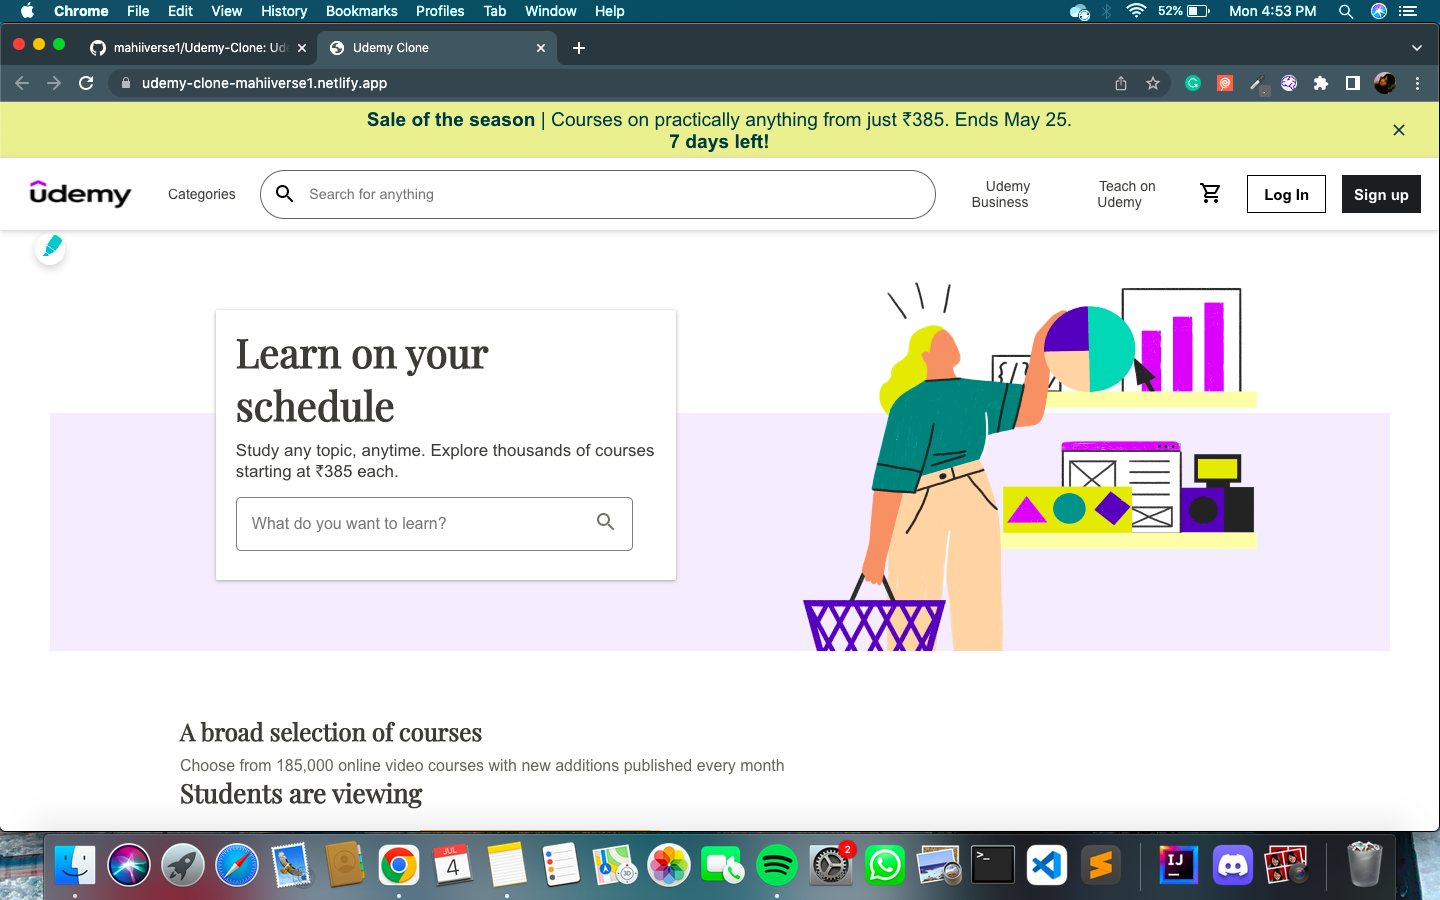 Chrome File Edit View History Bookmarks Profiles Tab Window Help 52% Mon 4:53 PM
mahiiverse1/Udemy-Clone: Ud Udemy Clone
udemy-clone-mahiiverse1.netlify.app
Sale of the season | Courses on practically anything from just ₹385. Ends May 25.
7 days left!
udemy Categories Search for anything Udemy Business Teach on Udemy Log In Sign up
Learn on your
schedule
Study any topic, anytime. Explore thousands of courses
starting at ₹385 each.
What do you want to learn?
A broad selection of courses
Choose from 185,000 online video courses with new additions published every month
Students are viewing
JUL
4
2
IJ